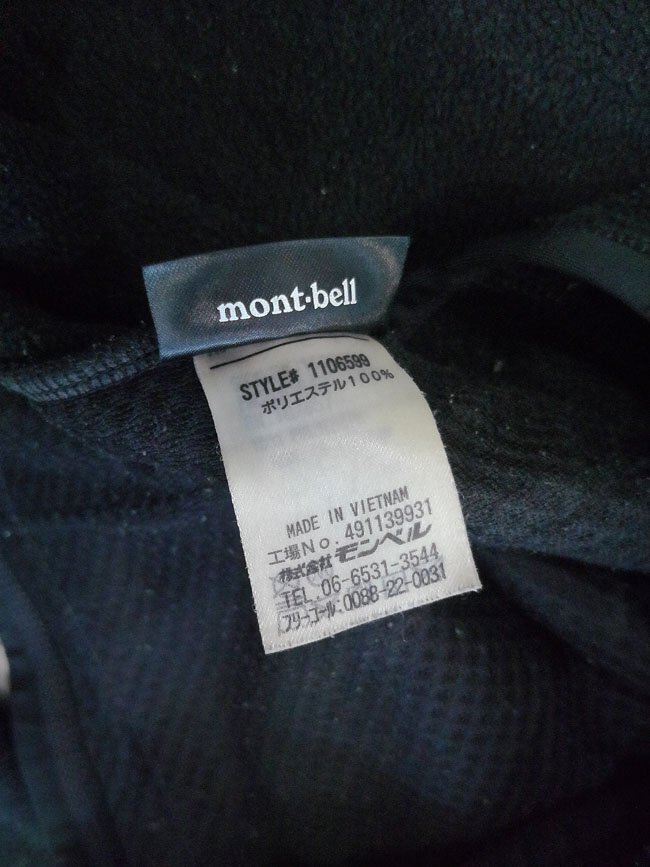 mont·bell
STYLE# 1106599
ポリエステル100%
MADE IN VIETNAM
工場No. 491139931
株式会社 モンベル
TEL.06-6531-3544
フリーコール.0088-22-0031